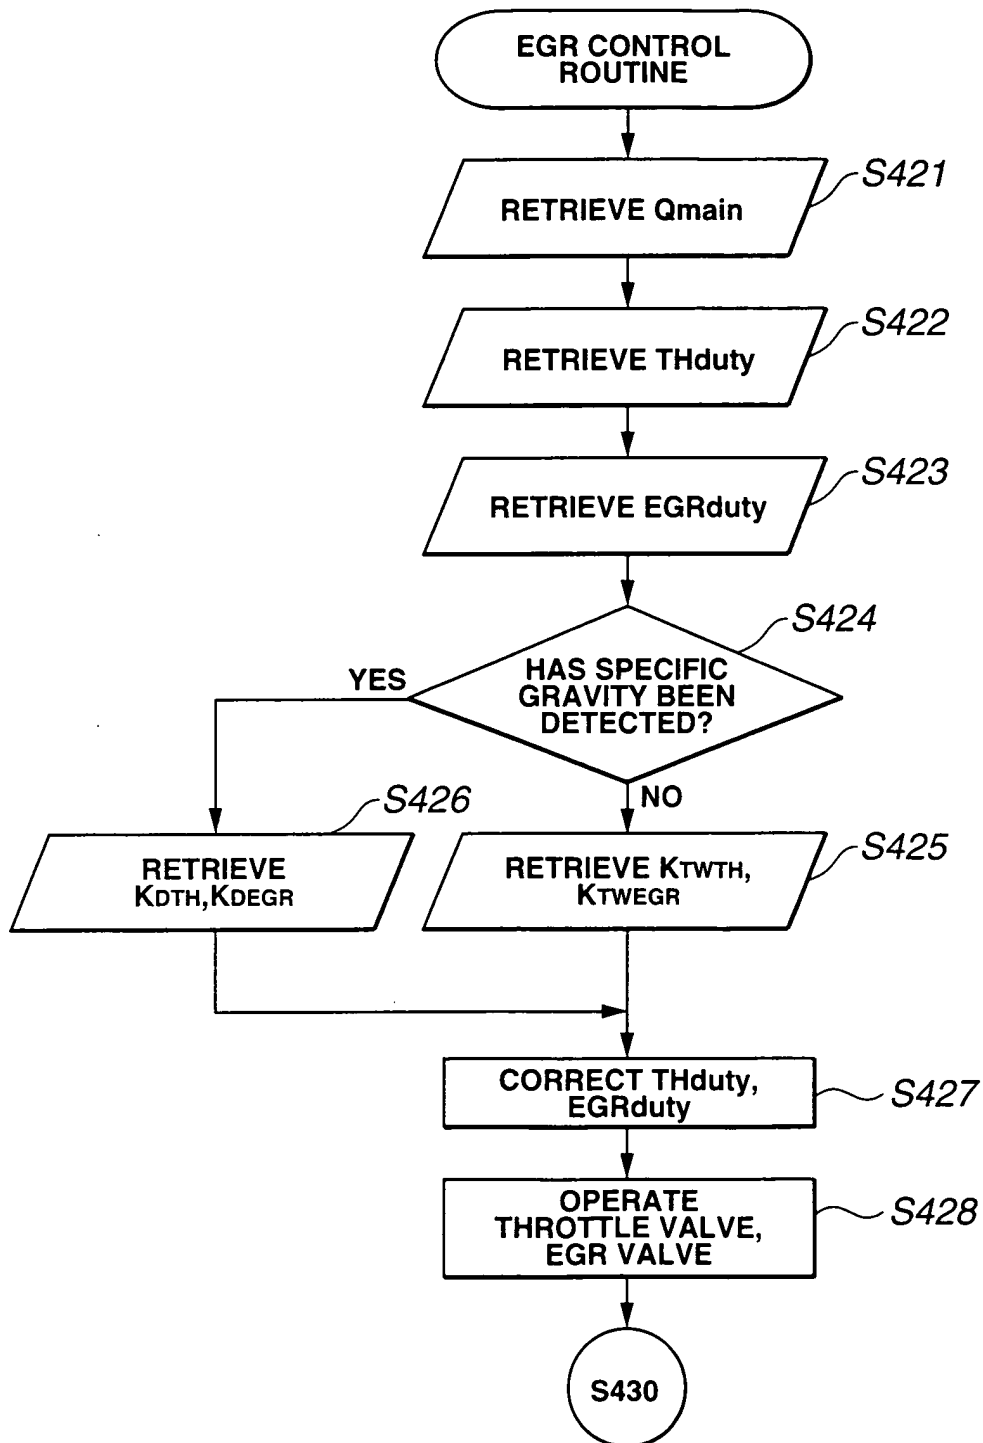 EGR CONTROL
ROUTINE
S421
RETRIEVE Qmain
S422
RETRIEVE THduty
S423
RETRIEVE EGRduty
S424
HAS SPECIFIC
GRAVITY BEEN
DETECTED?
YES
NO
S426
RETRIEVE
KDTH,KDEGR
S425
RETRIEVE KTWTH,
KTWEGR
CORRECT THduty,
EGRduty
S427
OPERATE
THROTTLE VALVE,
EGR VALVE
S428
S430